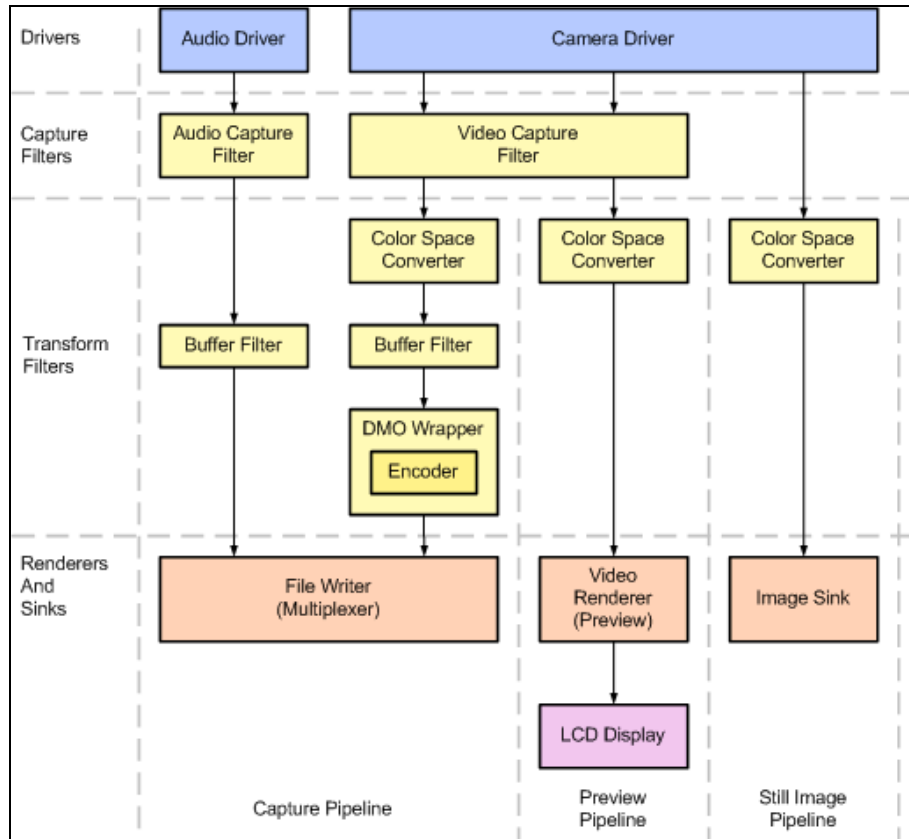 Drivers
Audio Driver
Camera Driver
Capture
Filters
Audio Capture
Filter
Video Capture
Filter
Color Space
Converter
Color Space
Converter
Color Space
Converter
Transform
Filters
Buffer Filter
Buffer Filter
DMO Wrapper
Encoder
Renderers
And
Sinks
File Writer
(Multiplexer)
Video
Renderer
(Preview)
Image Sink
LCD Display
Capture Pipeline
Preview
Pipeline
Still Image
Pipeline